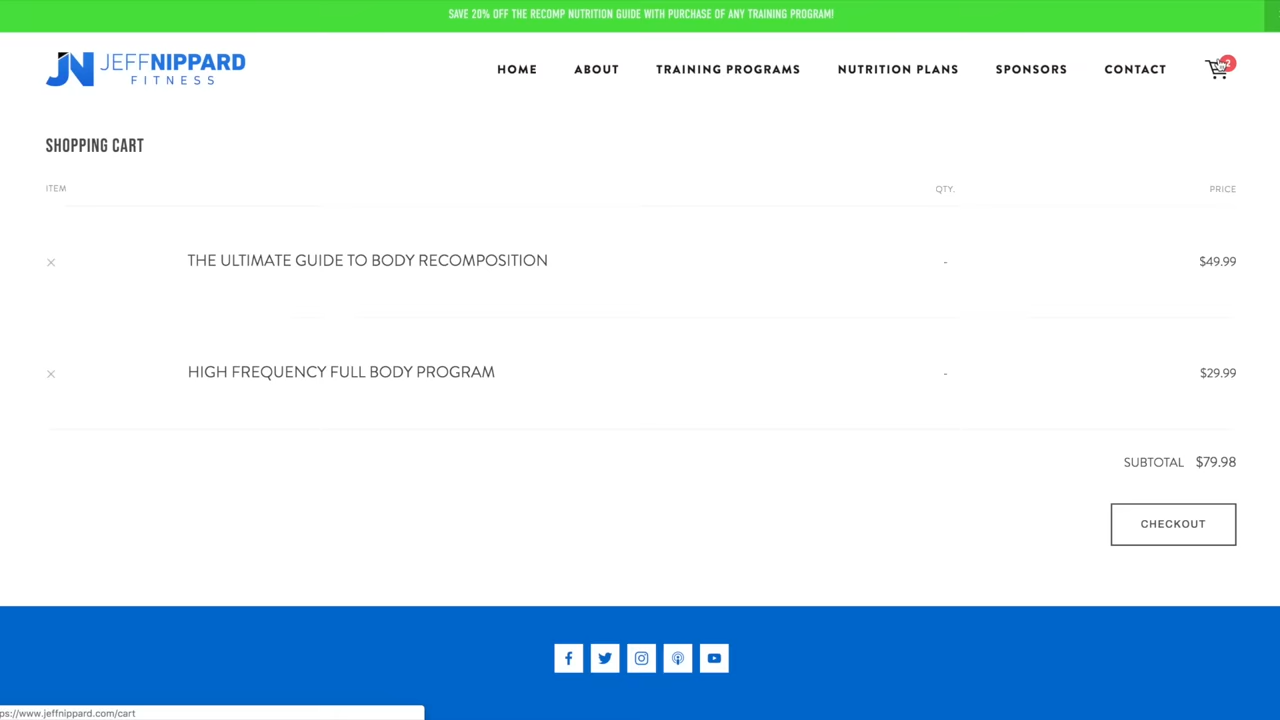 SAVE 20% OFF THE RECOMP NUTRITION GUIDE WITH PURCHASE OF ANY TRAINING PROGRAM!
JN JEFFNIPPARD
FITNESS
HOME ABOUT TRAINING PROGRAMS NUTRITION PLANS SPONSORS CONTACT 2
SHOPPING CART
ITEM QTY. PRICE
× THE ULTIMATE GUIDE TO BODY RECOMPOSITION - $49.99
× HIGH FREQUENCY FULL BODY PROGRAM - $29.99
SUBTOTAL $79.98
CHECKOUT
ps://www.jeffnippard.com/cart